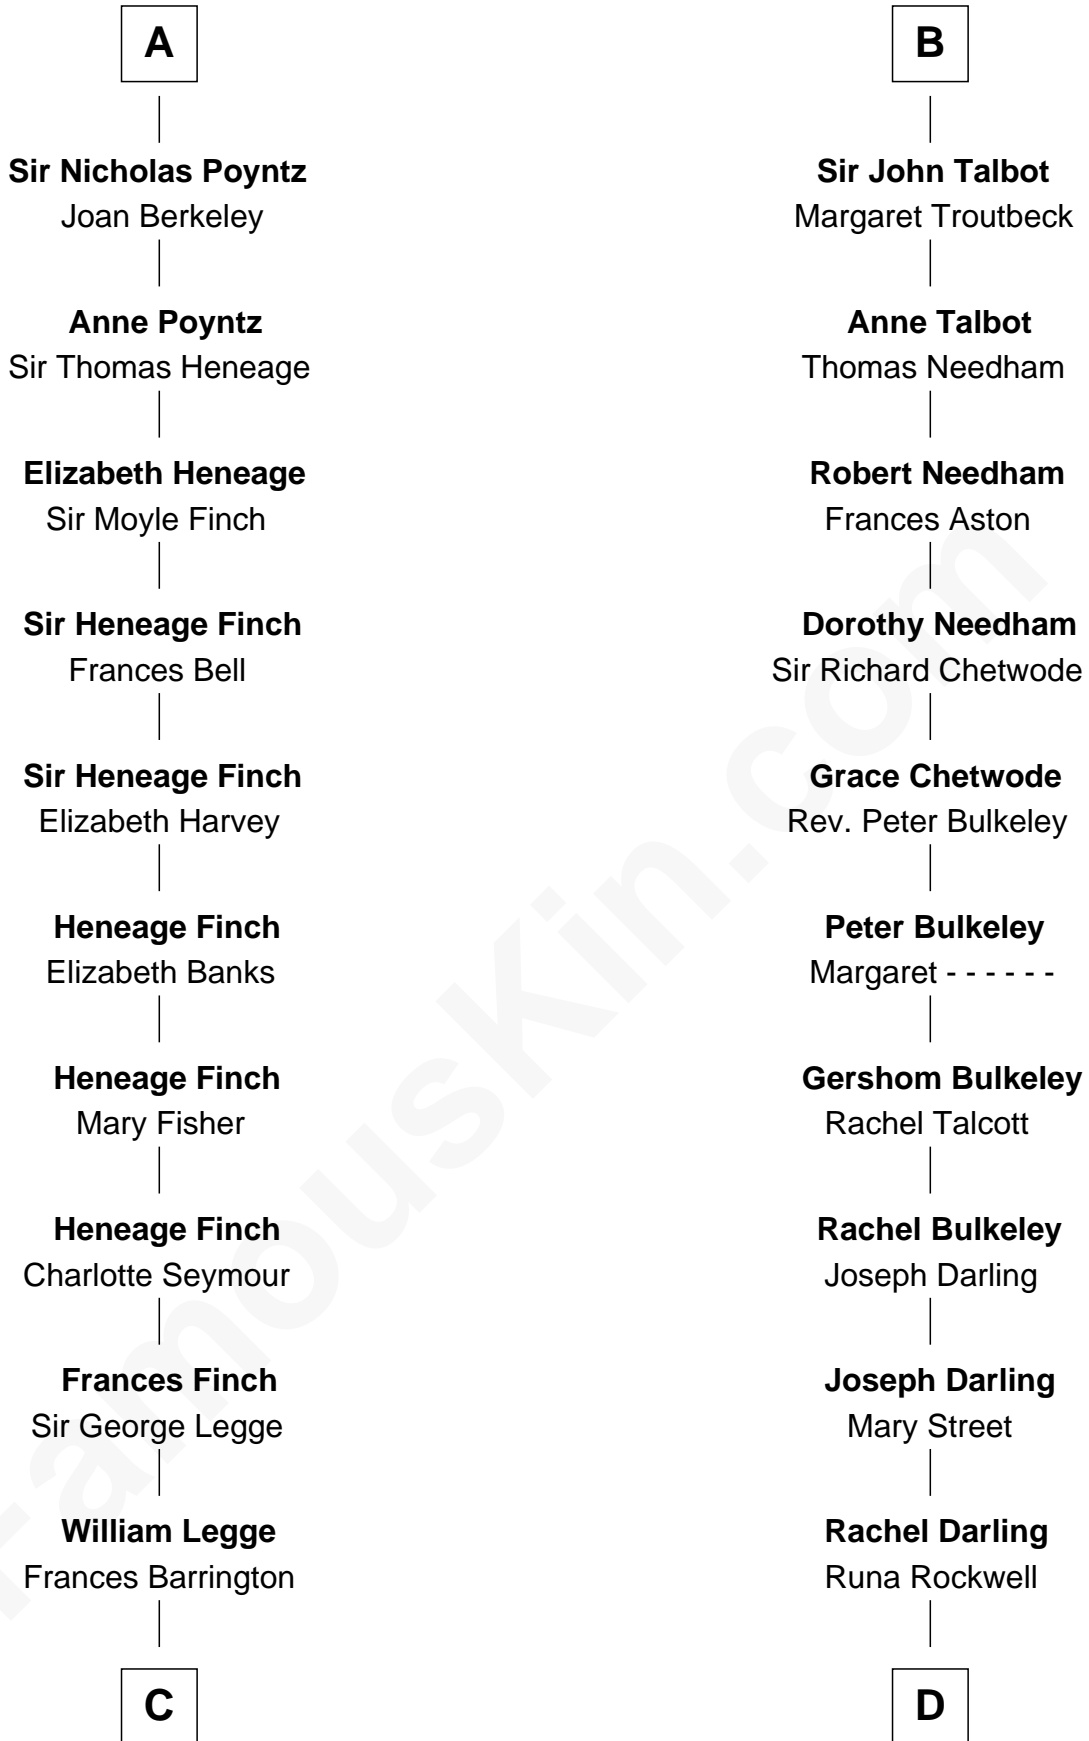 A
Sir Nicholas Poyntz
Joan Berkeley
Anne Poyntz
Sir Thomas Heneage
Elizabeth Heneage
Sir Moyle Finch
Sir Heneage Finch
Frances Bell
Sir Heneage Finch
Elizabeth Harvey
Heneage Finch
Elizabeth Banks
Heneage Finch
Mary Fisher
Heneage Finch
Charlotte Seymour
Frances Finch
Sir George Legge
William Legge
Frances Barrington
C
B
Sir John Talbot
Margaret Troutbeck
Anne Talbot
Thomas Needham
Robert Needham
Frances Aston
Dorothy Needham
Sir Richard Chetwode
Grace Chetwode
Rev. Peter Bulkeley
Peter Bulkeley
Margaret - - - - - -
Gershom Bulkeley
Rachel Talcott
Rachel Bulkeley
Joseph Darling
Joseph Darling
Mary Street
Rachel Darling
Runa Rockwell
D
FamousKin.com